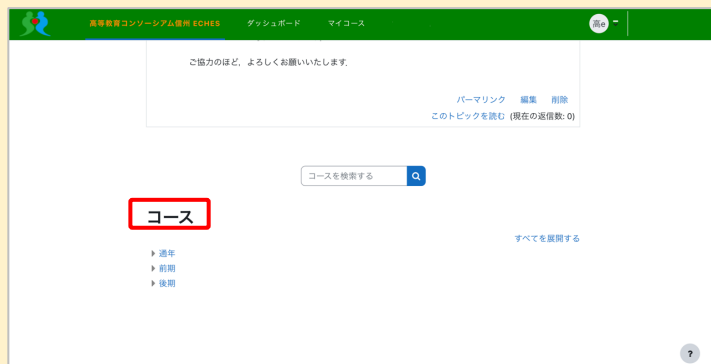 高等教育コンソーシアム信州 ECHES ダッシュボード マイコース 高e
ご協力のほど，よろしくお願いいたします.
パーマリンク 編集 削除
このトピックを読む (現在の返信数: 0)
コースを検索する
コース
すべてを展開する
通年
前期
後期
?